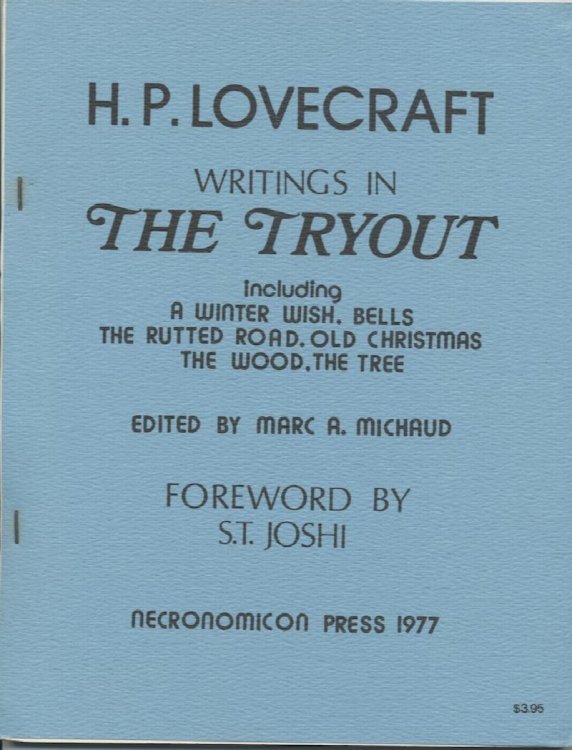 H. P. LOVECRAFT
WRITINGS IN
THE TRYOUT
including
A WINTER WISH. BELLS
THE RUTTED ROAD. OLD CHRISTMAS
THE WOOD. THE TREE
EDITED BY MARC A. MICHAUD
FOREWORD BY
S.T. JOSHI
NECRONOMICON PRESS 1977
$3.95